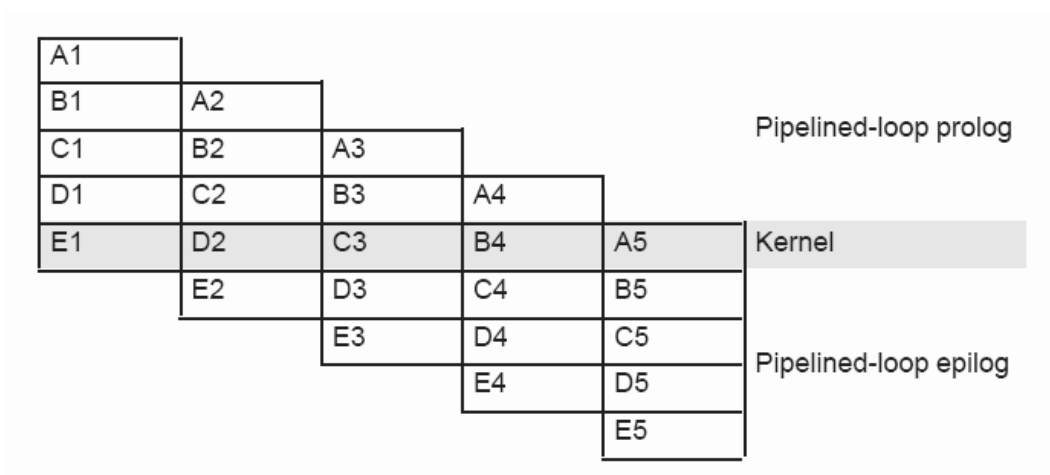 A1
B1 A2
Pipelined-loop prolog
C1 B2 A3
D1 C2 B3 A4
E1 D2 C3 B4 A5 Kernel
E2 D3 C4 B5
E3 D4 C5
Pipelined-loop epilog
E4 D5
E5